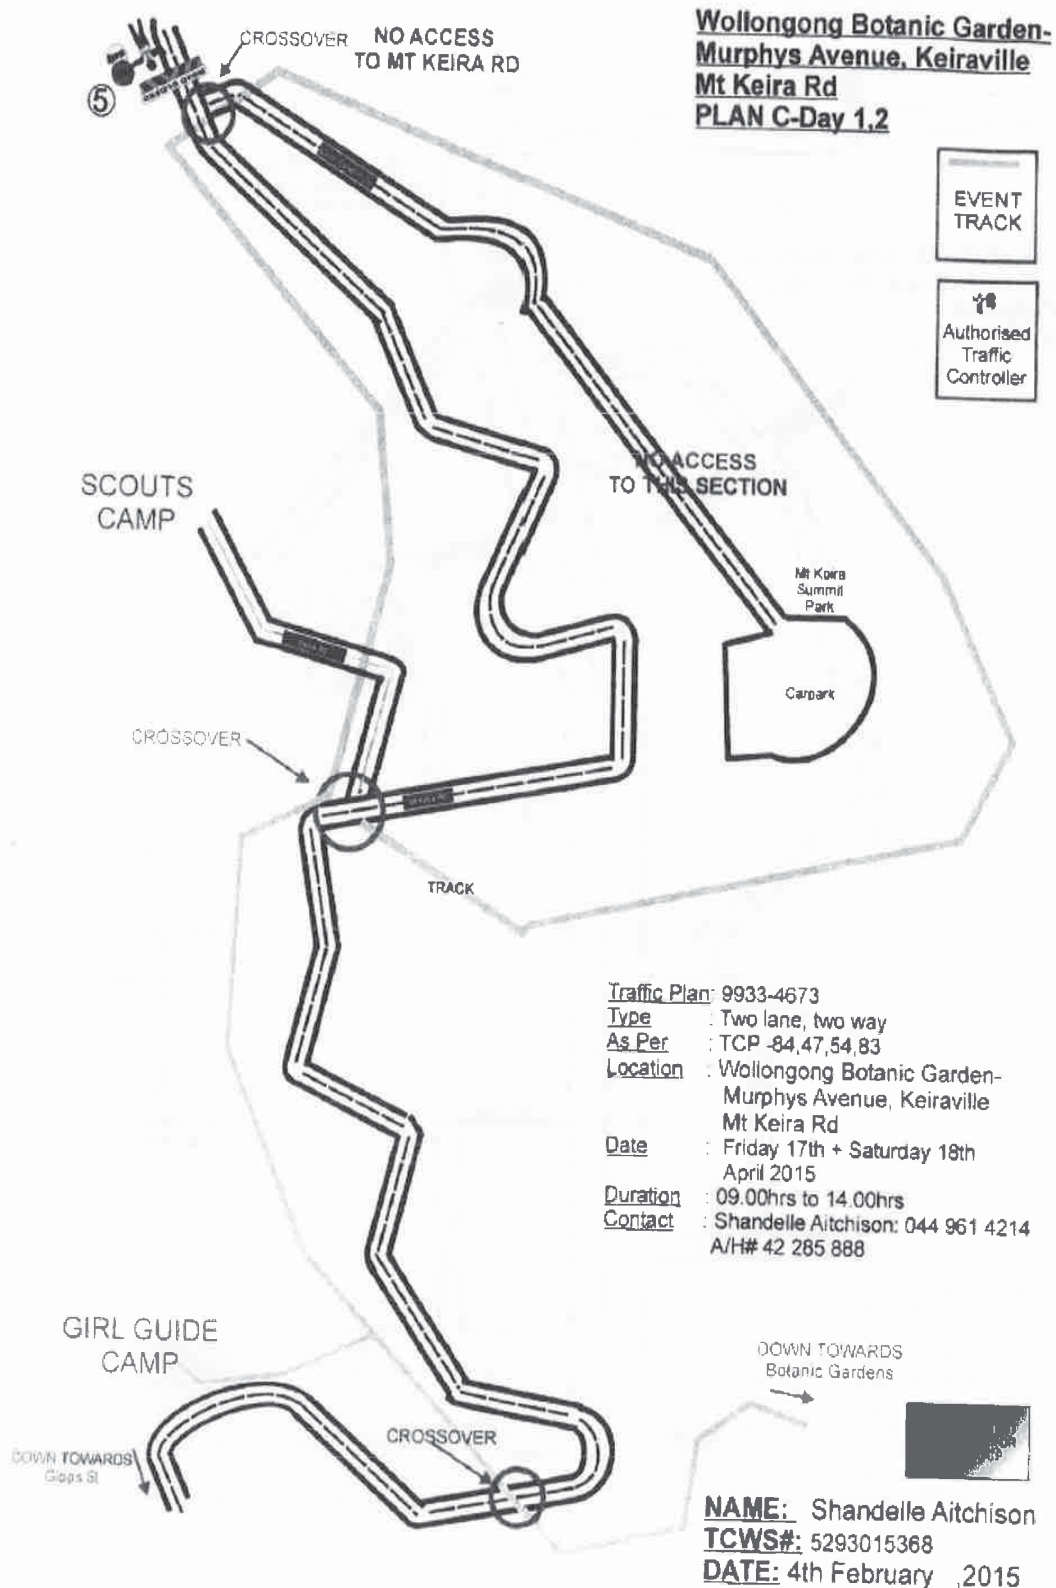 Wollongong Botanic Garden-
Murphys Avenue, Keiraville
Mt Keira Rd
PLAN C-Day 1,2
CROSSOVER
NO ACCESS
TO MT KEIRA RD
5
EVENT
TRACK
Authorised
Traffic
Controller
NO ACCESS
TO THIS SECTION
SCOUTS
CAMP
Mt Keira
Summit
Park
Carpark
CROSSOVER
TRACK
Traffic Plan: 9933-4673
Type : Two lane, two way
As Per : TCP -84,47,54,83
Location : Wollongong Botanic Garden-
Murphys Avenue, Keiraville
Mt Keira Rd
Date : Friday 17th + Saturday 18th
April 2015
Duration : 09.00hrs to 14.00hrs
Contact : Shandelle Aitchison: 044 961 4214
A/H# 42 285 888
GIRL GUIDE
CAMP
DOWN TOWARDS
Botanic Gardens
CROSSOVER
DOWN TOWARDS
Gipps St
NAME: Shandelle Aitchison
TCWS#: 5293015368
DATE: 4th February ,2015